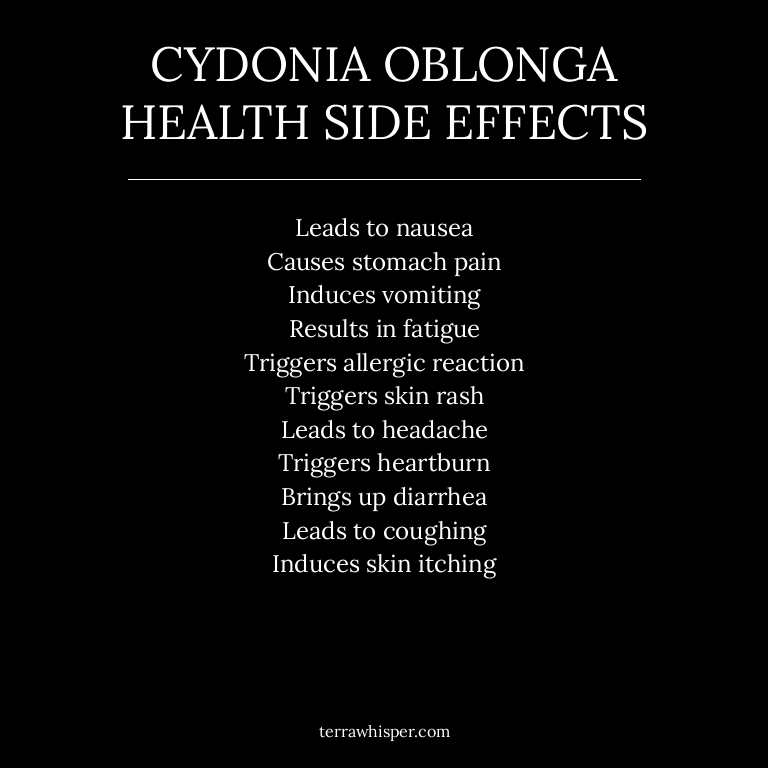 CYDONIA OBLONGA
HEALTH SIDE EFFECTS
Leads to nausea
Causes stomach pain
Induces vomiting
Results in fatigue
Triggers allergic reaction
Triggers skin rash
Leads to headache
Triggers heartburn
Brings up diarrhea
Leads to coughing
Induces skin itching
terrawhisper.com